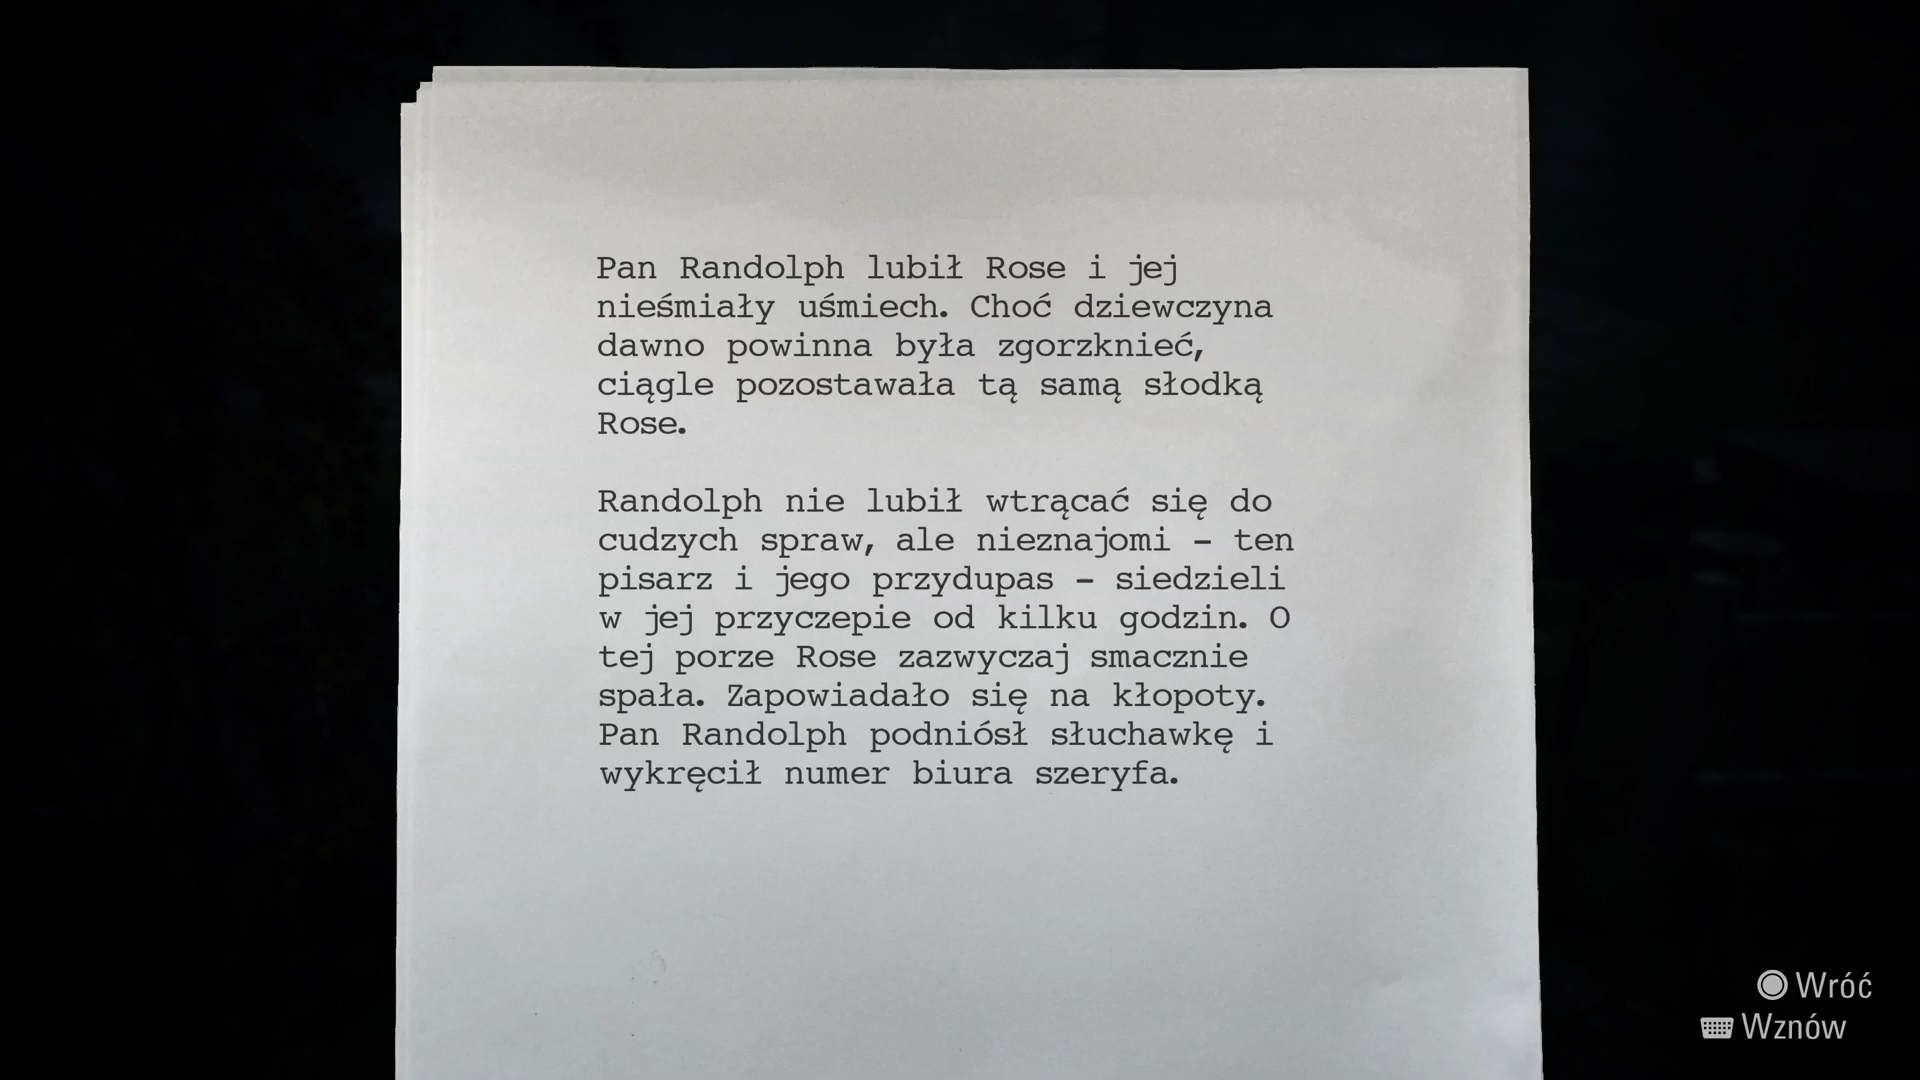 Pan Randolph lubił Rose i jej
nieśmiały uśmiech. Choć dziewczyna
dawno powinna była zgorzknieć,
ciągle pozostawała tą samą słodką
Rose.
Randolph nie lubił wtrącać się do
cudzych spraw, ale nieznajomi – ten
pisarz i jego przydupas – siedzieli
w jej przyczepie od kilku godzin. O
tej porze Rose zazwyczaj smacznie
spała. Zapowiadało się na kłopoty.
Pan Randolph podniósł słuchawkę i
wykręcił numer biura szeryfa.
Wróć
Wznów